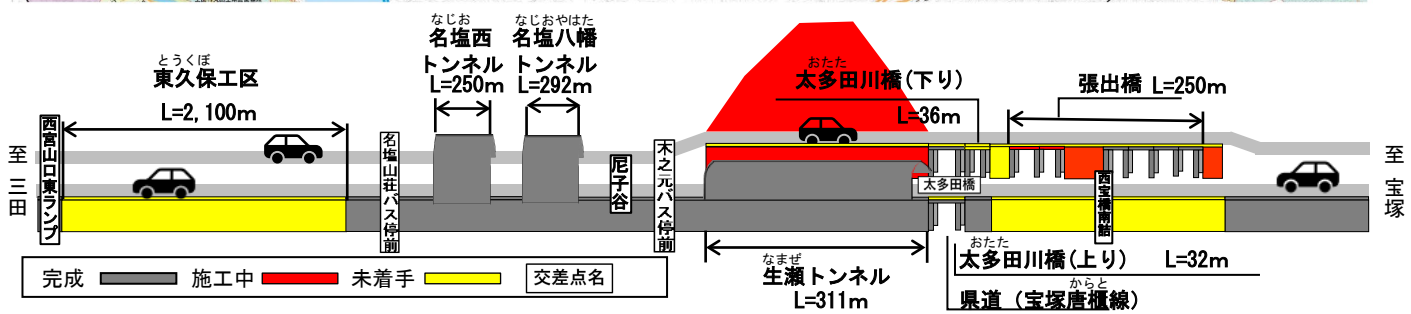 とうくぼ
東久保工区
L=2,100m
なじお
名塩西
トンネル
L=250m
なじおやはた
名塩八幡
トンネル
L=292m
おたた
太多田川橋(下り)
L=36m
張出橋 L=250m
至 三田
西宮山口東ランプ
名塩山荘バス停前
尼子谷
木之元バス停前
太多田橋
西宝橋南詰
至 宝塚
なまぜ
生瀬トンネル
L=311m
おたた
太多田川橋(上り) L=32m
からと
県道(宝塚唐櫃線)
完成 施工中 未着手 交差点名